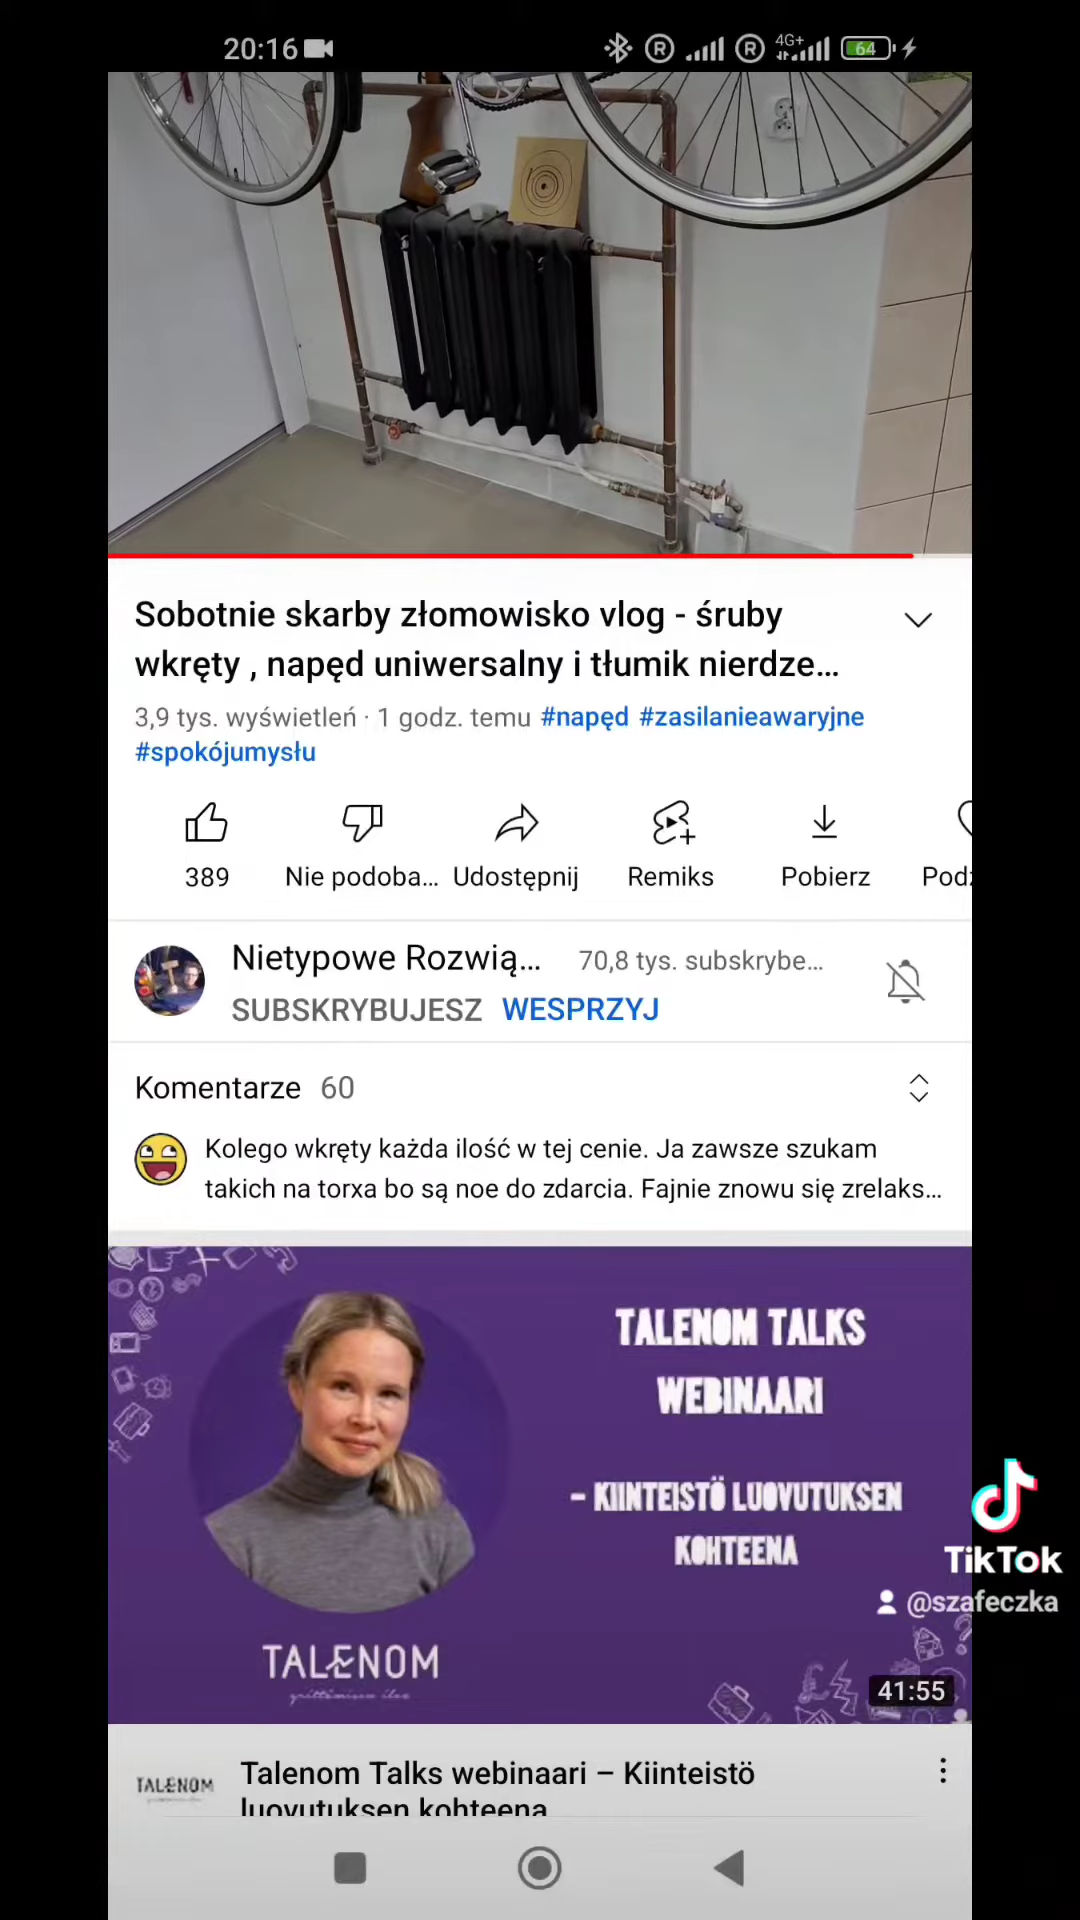 20:16
R
R
4G+
64
Sobotnie skarby złomowisko vlog - śruby
wkręty , napęd uniwersalny i tłumik nierdze...
3,9 tys. wyświetleń · 1 godz. temu #napęd #zasilanieawaryjne
#spokójumysłu
389
Nie podoba...
Udostępnij
Remiks
Pobierz
Podz
Nietypowe Rozwią... 70,8 tys. subskrybe...
SUBSKRYBUJESZ WESPRZYJ
Komentarze 60
Kolego wkręty każda ilość w tej cenie. Ja zawsze szukam
takich na torxa bo są noe do zdarcia. Fajnie znowu się zrelaks...
TALENOM TALKS
WEBINAARI
– KIINTEISTÖ LUOVUTUKSEN
KOHTEENA
TikTok
@szafeczka
TALENOM
41:55
TALENOM
Talenom Talks webinaari – Kiinteistö
luovutuksen kohteena